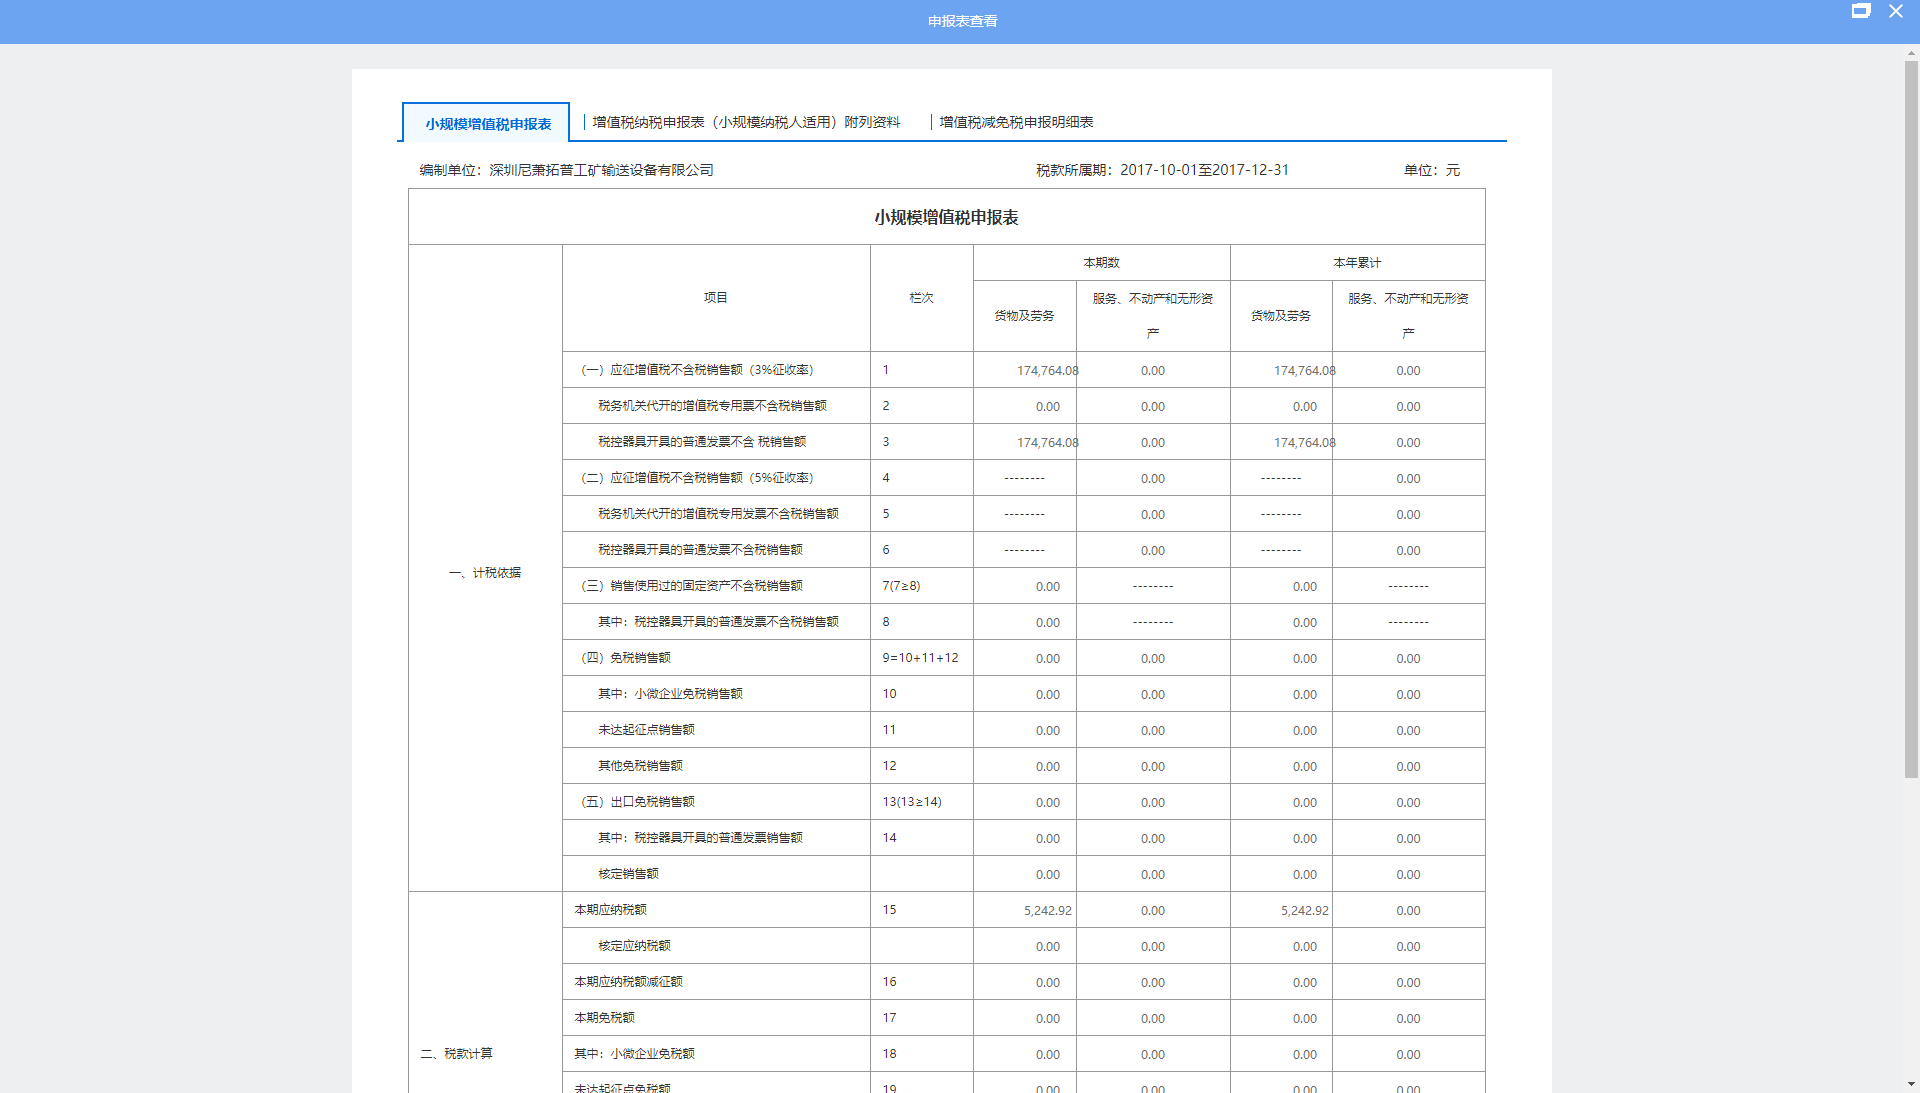 申报表查看
小规模增值税申报表 增值税纳税申报表（小规模纳税人适用）附列资料 增值税减免税申报明细表
编制单位：深圳尼萧拓普工矿输送设备有限公司 税款所属期：2017-10-01至2017-12-31 单位：元
小规模增值税申报表
项目 栏次 本期数 本年累计
货物及劳务 服务、不动产和无形资产 货物及劳务 服务、不动产和无形资产
一、计税依据
（一）应征增值税不含税销售额（3%征收率） 1 174,764.08 0.00 174,764.08 0.00
税务机关代开的增值税专用票不含税销售额 2 0.00 0.00 0.00 0.00
税控器具开具的普通发票不含 税销售额 3 174,764.08 0.00 174,764.08 0.00
（二）应征增值税不含税销售额（5%征收率） 4 -------- 0.00 -------- 0.00
税务机关代开的增值税专用发票不含税销售额 5 -------- 0.00 -------- 0.00
税控器具开具的普通发票不含税销售额 6 -------- 0.00 -------- 0.00
（三）销售使用过的固定资产不含税销售额 7(7≥8) 0.00 -------- 0.00 --------
其中：税控器具开具的普通发票不含税销售额 8 0.00 -------- 0.00 --------
（四）免税销售额 9=10+11+12 0.00 0.00 0.00 0.00
其中：小微企业免税销售额 10 0.00 0.00 0.00 0.00
未达起征点销售额 11 0.00 0.00 0.00 0.00
其他免税销售额 12 0.00 0.00 0.00 0.00
（五）出口免税销售额 13(13≥14) 0.00 0.00 0.00 0.00
其中：税控器具开具的普通发票销售额 14 0.00 0.00 0.00 0.00
核定销售额 0.00 0.00 0.00 0.00
二、税款计算
本期应纳税额 15 5,242.92 0.00 5,242.92 0.00
核定应纳税额 0.00 0.00 0.00 0.00
本期应纳税额减征额 16 0.00 0.00 0.00 0.00
本期免税额 17 0.00 0.00 0.00 0.00
其中：小微企业免税额 18 0.00 0.00 0.00 0.00
未达起征点免税额 19 0.00 0.00 0.00 0.00